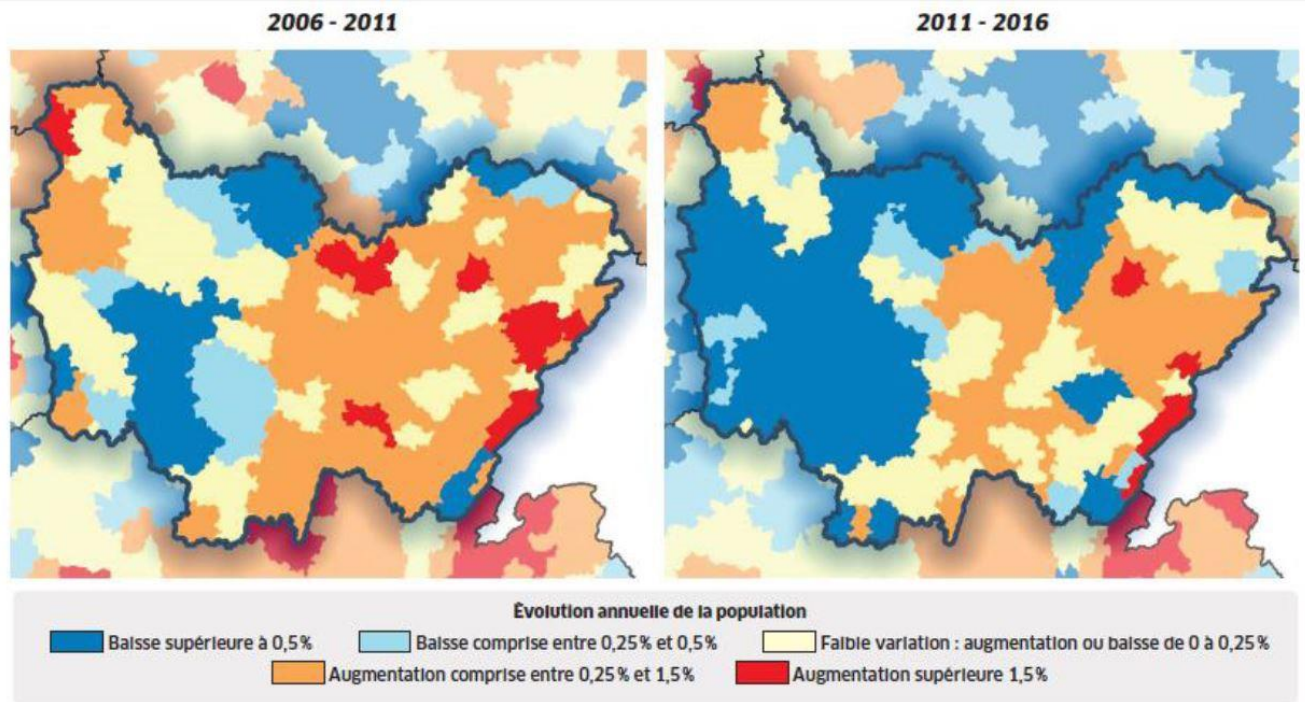 2006 - 2011
2011 - 2016
Évolution annuelle de la population
Baisse supérieure à 0,5%
Baisse comprise entre 0,25% et 0,5%
Faible variation : augmentation ou baisse de 0 à 0,25%
Augmentation comprise entre 0,25% et 1,5%
Augmentation supérieure 1,5%